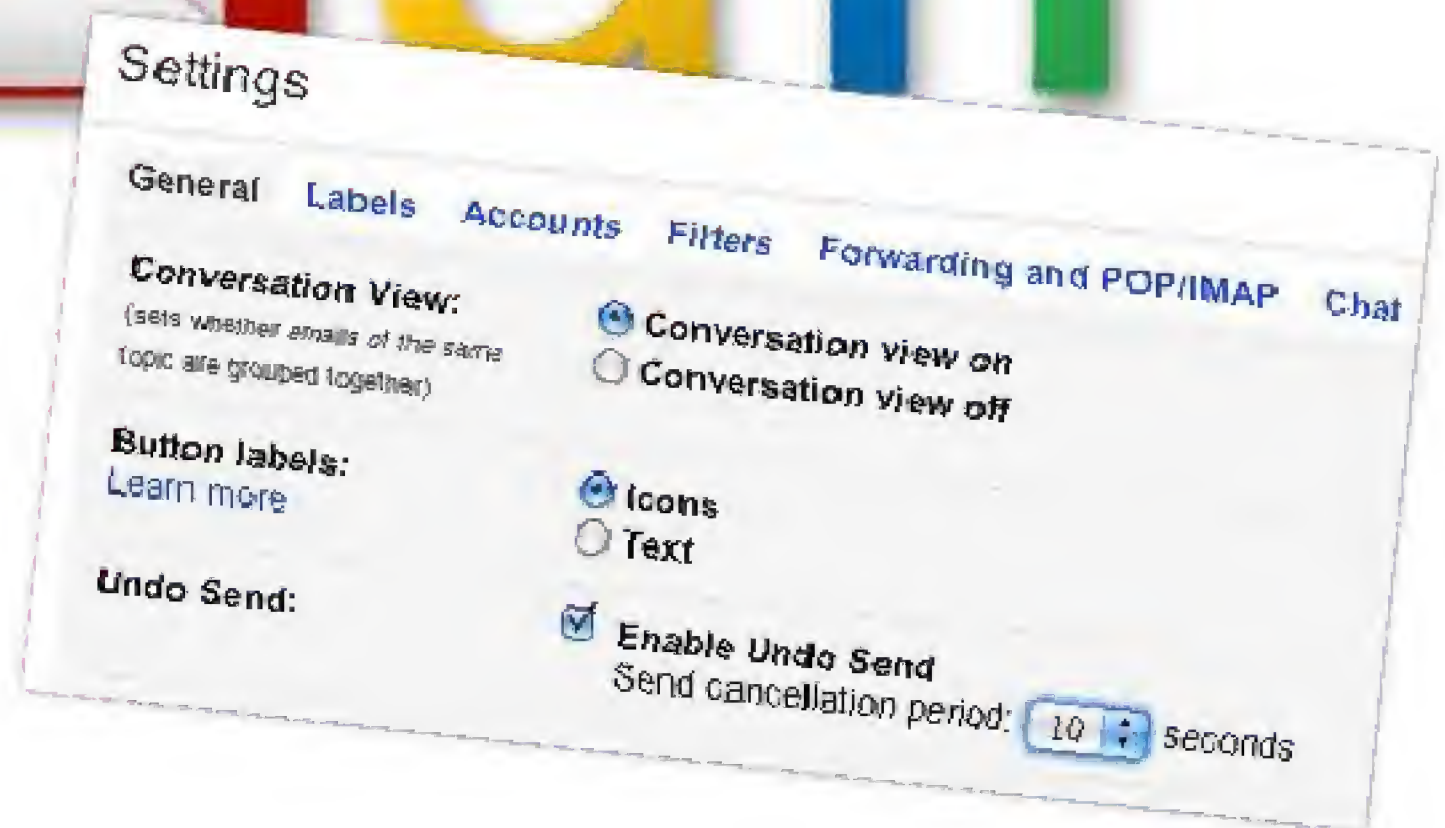 Settings
General Labels Accounts Filters Forwarding and POP/IMAP Chat
Conversation View:
(sets whether emails of the same
topic are grouped together)
Conversation view on
Conversation view off
Button labels:
Learn more
Icons
Text
Undo Send:
Enable Undo Send
Send cancellation period: 10 seconds